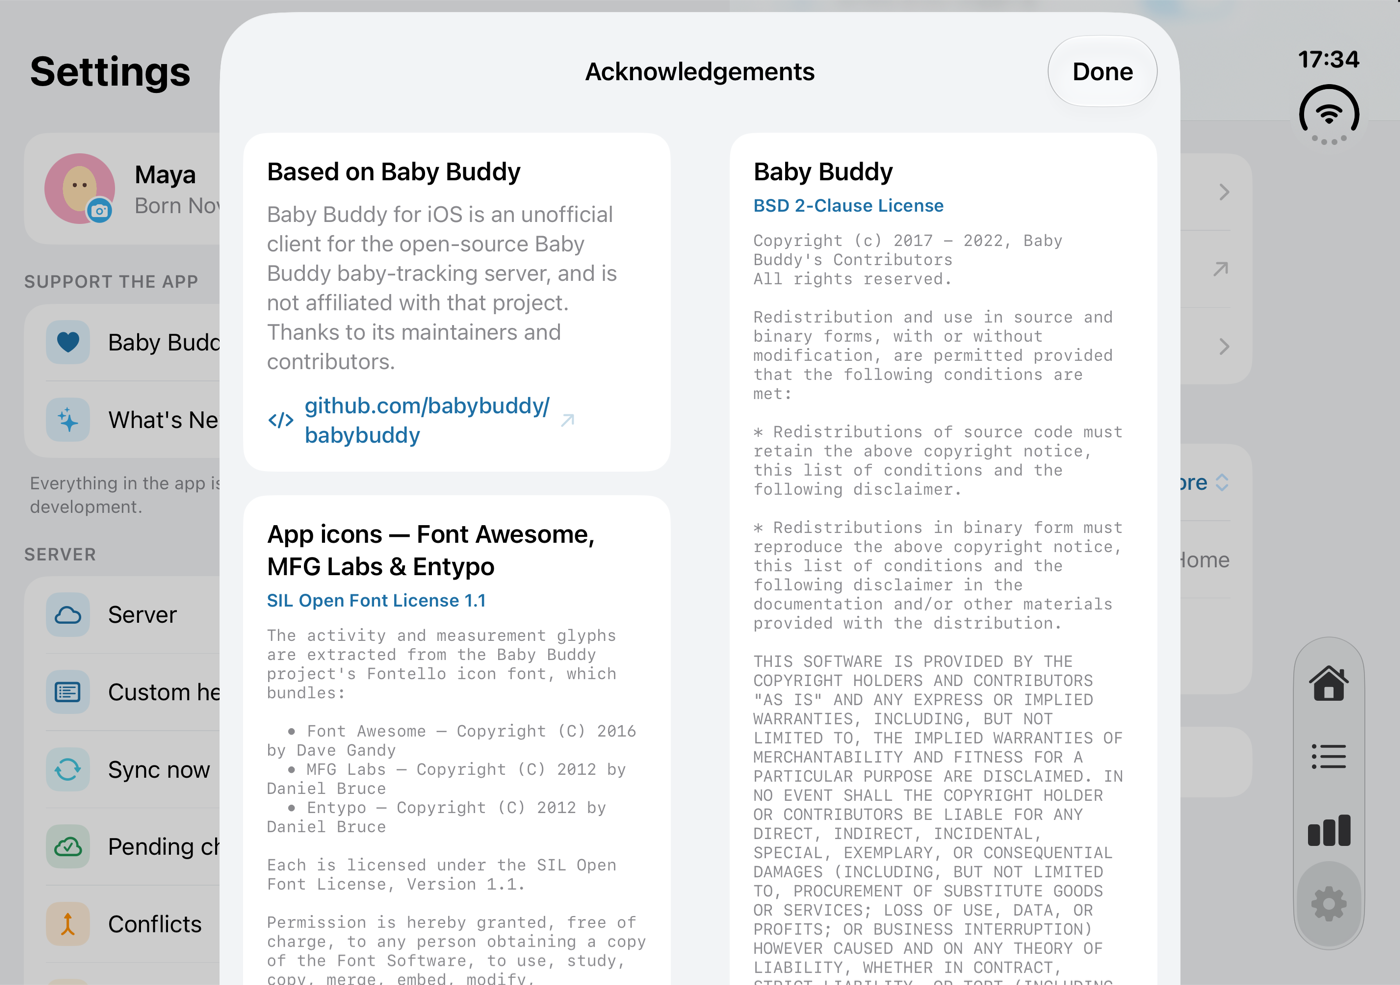 Settings
Maya
Born Nov
SUPPORT THE APP
Baby Budd
What's Ne
Everything in the app is
development.
SERVER
Server
Custom he
Sync now
Pending ch
Conflicts
Acknowledgements
Done
Based on Baby Buddy
Baby Buddy for iOS is an unofficial
client for the open-source Baby
Buddy baby-tracking server, and is
not affiliated with that project.
Thanks to its maintainers and
contributors.
</> github.com/babybuddy/
babybuddy
App icons — Font Awesome,
MFG Labs & Entypo
SIL Open Font License 1.1
The activity and measurement glyphs
are extracted from the Baby Buddy
project's Fontello icon font, which
bundles:
• Font Awesome — Copyright (C) 2016
by Dave Gandy
• MFG Labs — Copyright (C) 2012 by
Daniel Bruce
• Entypo — Copyright (C) 2012 by
Daniel Bruce
Each is licensed under the SIL Open
Font License, Version 1.1.
Permission is hereby granted, free of
charge, to any person obtaining a copy
of the Font Software, to use, study,
copy, merge, embed, modify,
Baby Buddy
BSD 2-Clause License
Copyright (c) 2017 – 2022, Baby
Buddy's Contributors
All rights reserved.
Redistribution and use in source and
binary forms, with or without
modification, are permitted provided
that the following conditions are
met:
* Redistributions of source code must
retain the above copyright notice,
this list of conditions and the
following disclaimer.
* Redistributions in binary form must
reproduce the above copyright notice,
this list of conditions and the
following disclaimer in the
documentation and/or other materials
provided with the distribution.
THIS SOFTWARE IS PROVIDED BY THE
COPYRIGHT HOLDERS AND CONTRIBUTORS
"AS IS" AND ANY EXPRESS OR IMPLIED
WARRANTIES, INCLUDING, BUT NOT
LIMITED TO, THE IMPLIED WARRANTIES OF
MERCHANTABILITY AND FITNESS FOR A
PARTICULAR PURPOSE ARE DISCLAIMED. IN
NO EVENT SHALL THE COPYRIGHT HOLDER
OR CONTRIBUTORS BE LIABLE FOR ANY
DIRECT, INDIRECT, INCIDENTAL,
SPECIAL, EXEMPLARY, OR CONSEQUENTIAL
DAMAGES (INCLUDING, BUT NOT LIMITED
TO, PROCUREMENT OF SUBSTITUTE GOODS
OR SERVICES; LOSS OF USE, DATA, OR
PROFITS; OR BUSINESS INTERRUPTION)
HOWEVER CAUSED AND ON ANY THEORY OF
LIABILITY, WHETHER IN CONTRACT,
STRICT LIABILITY, OR TORT (INCLUDING
17:34
ore
Home